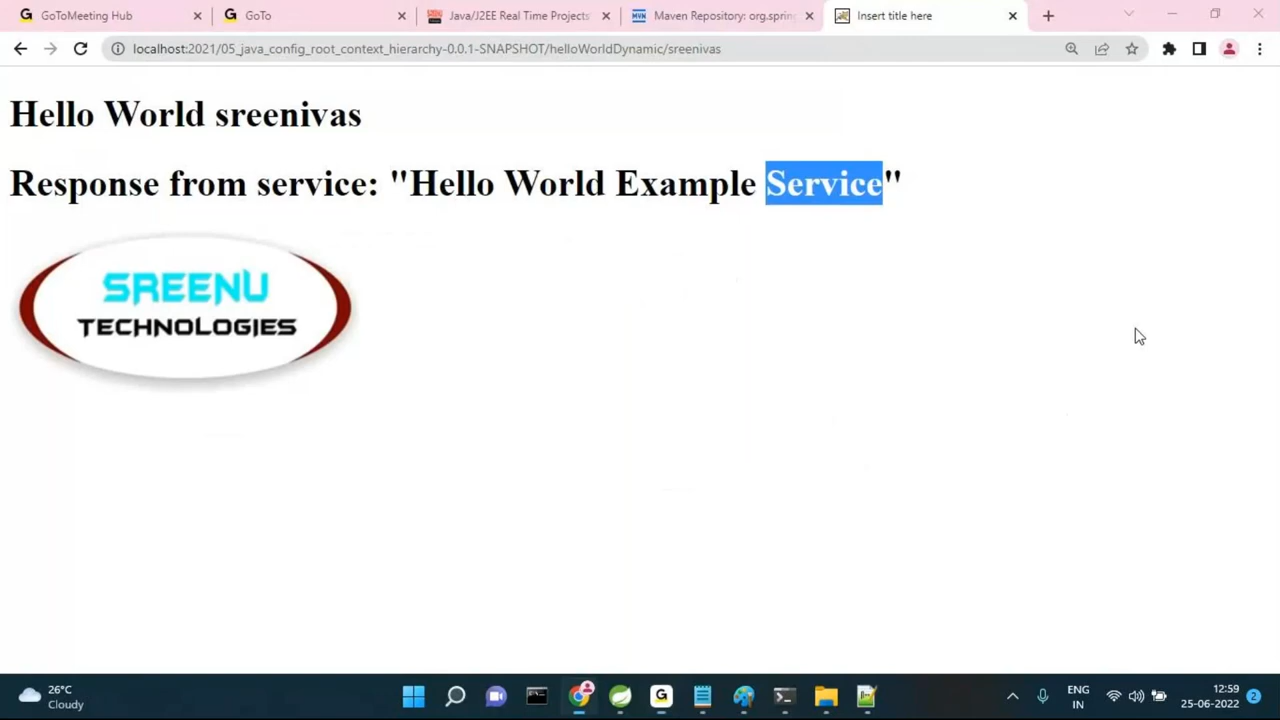 GoToMeeting Hub
GoTo
Java/J2EE Real Time Projects
Maven Repository: org.spring
Insert title here
localhost:2021/05_java_config_root_context_hierarchy-0.0.1-SNAPSHOT/helloWorldDynamic/sreenivas
Hello World sreenivas
Response from service: "Hello World Example Service"
SREENU
TECHNOLOGIES
26°C
Cloudy
ENG
IN
12:59
25-06-2022
2